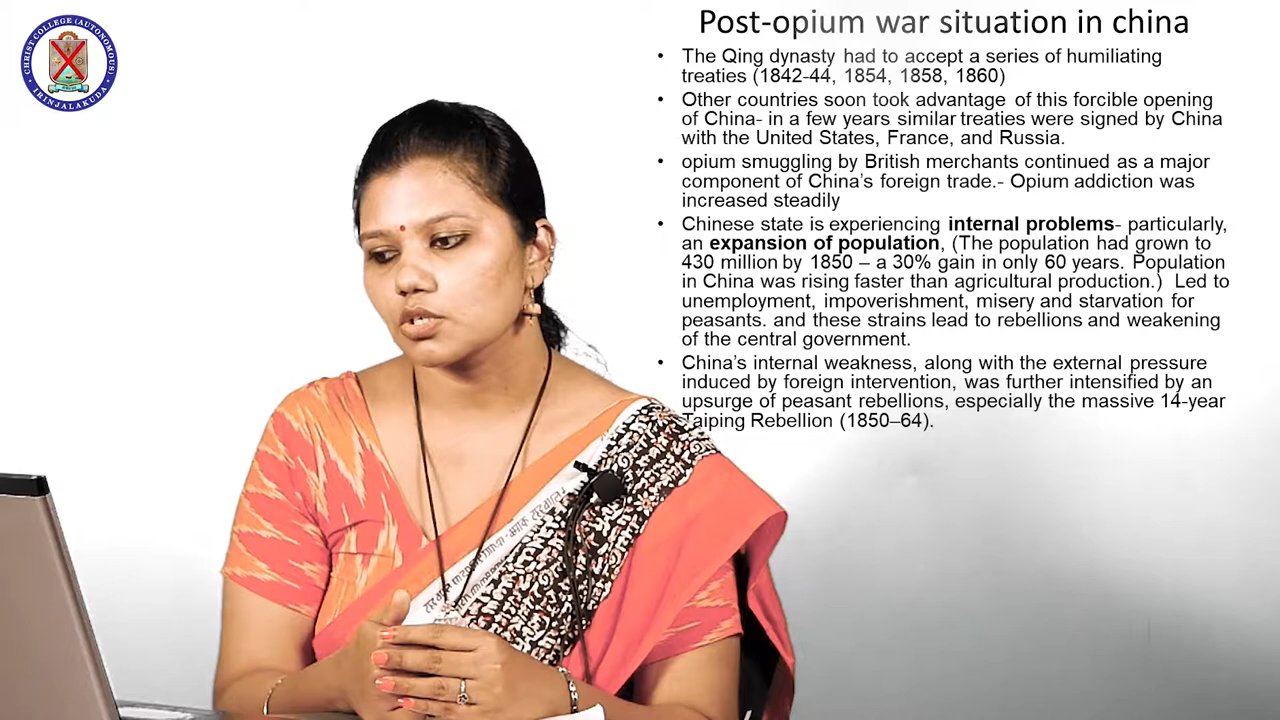 CHRIST COLLEGE (AUTONOMOUS)
IRINJALAKUDA
Post-opium war situation in china
• The Qing dynasty had to accept a series of humiliating
treaties (1842-44, 1854, 1858, 1860)
• Other countries soon took advantage of this forcible opening
of China- in a few years similar treaties were signed by China
with the United States, France, and Russia.
• opium smuggling by British merchants continued as a major
component of China's foreign trade.- Opium addiction was
increased steadily
• Chinese state is experiencing internal problems- particularly,
an expansion of population, (The population had grown to
430 million by 1850 – a 30% gain in only 60 years. Population
in China was rising faster than agricultural production.) Led to
unemployment, impoverishment, misery and starvation for
peasants. and these strains lead to rebellions and weakening
of the central government.
• China's internal weakness, along with the external pressure
induced by foreign intervention, was further intensified by an
upsurge of peasant rebellions, especially the massive 14-year
Taiping Rebellion (1850–64).